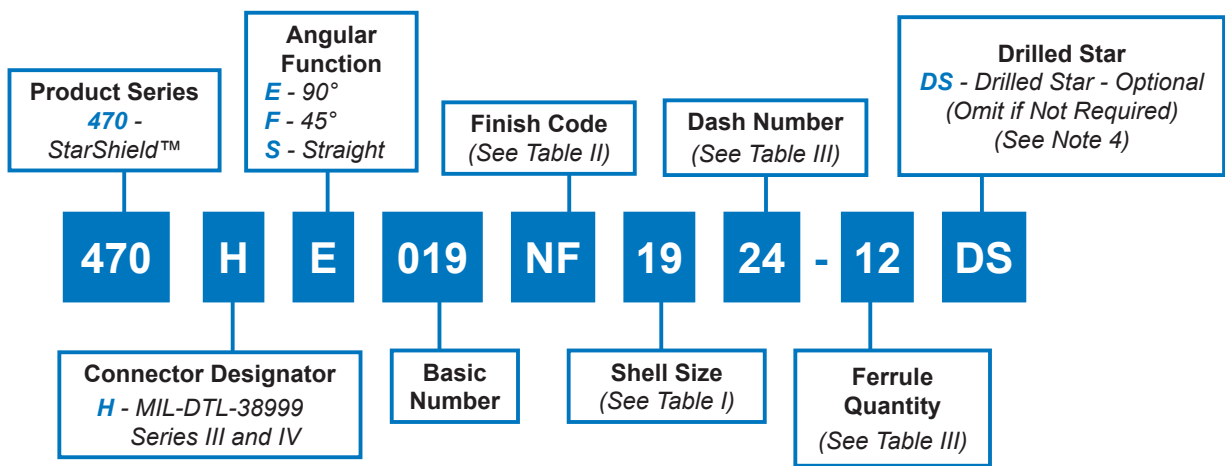 Product Series
470 -
StarShield™
Angular
Function
E - 90°
F - 45°
S - Straight
Finish Code
(See Table II)
Dash Number
(See Table III)
Drilled Star
DS - Drilled Star - Optional
(Omit if Not Required)
(See Note 4)
470 H E 019 NF 19 24 - 12 DS
Connector Designator
H - MIL-DTL-38999
Series III and IV
Basic
Number
Shell Size
(See Table I)
Ferrule
Quantity
(See Table III)